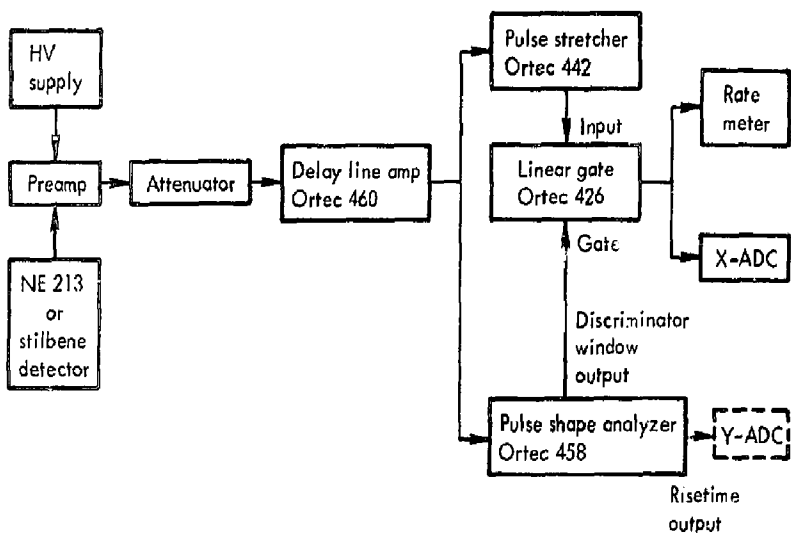 HV
supply
Preamp
NE 213
or
stilbene
detector
Attenuator
Delay line amp
Ortec 460
Pulse stretcher
Ortec 442
Input
Linear gate
Ortec 426
Gate
Rate
meter
X-ADC
Discriminator
window
output
Pulse shape analyzer
Ortec 458
Y-ADC
Risetime
output